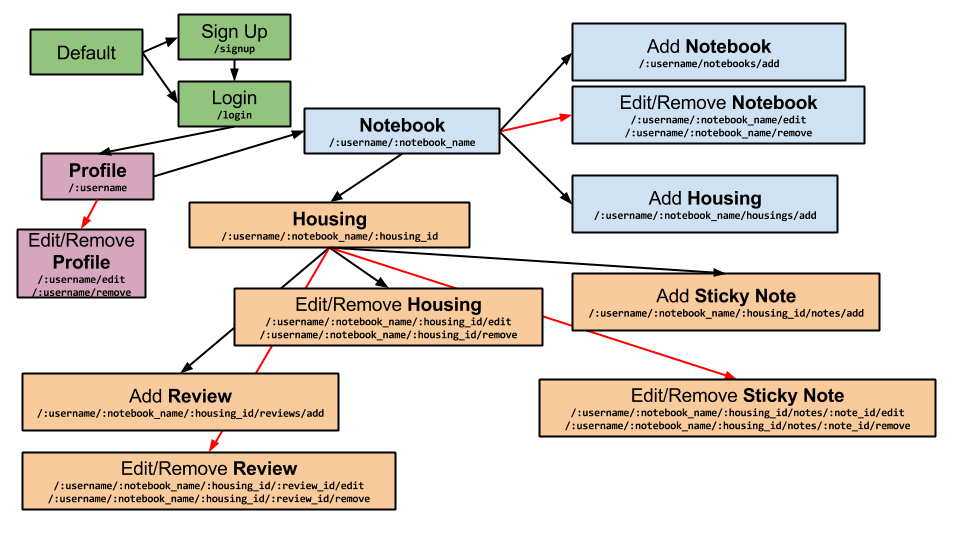 Default
Sign Up
/signup
Login
/login
Profile
/:username
Edit/Remove
Profile
/:username/edit
/:username/remove
Notebook
/:username/:notebook_name
Add Notebook
/:username/notebooks/add
Edit/Remove Notebook
/:username/:notebook_name/edit
/:username/:notebook_name/remove
Add Housing
/:username/:notebook_name/housings/add
Housing
/:username/:notebook_name/:housing_id
Edit/Remove Housing
/:username/:notebook_name/:housing_id/edit
/:username/:notebook_name/:housing_id/remove
Add Sticky Note
/:username/:notebook_name/:housing_id/notes/add
Edit/Remove Sticky Note
/:username/:notebook_name/:housing_id/notes/:note_id/edit
/:username/:notebook_name/:housing_id/notes/:note_id/remove
Add Review
/:username/:notebook_name/:housing_id/reviews/add
Edit/Remove Review
/:username/:notebook_name/:housing_id/:review_id/edit
/:username/:notebook_name/:housing_id/:review_id/remove